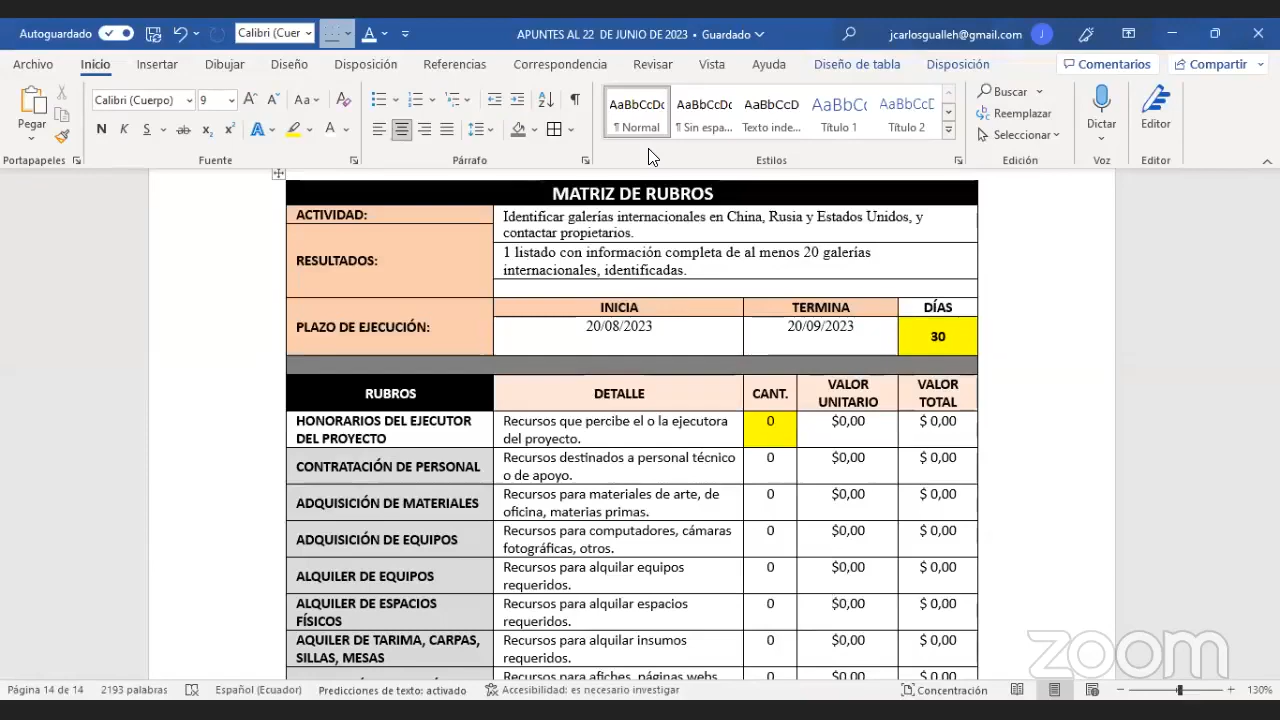 Autoguardado
Calibri (Cuer
APUNTES AL 22 DE JUNIO DE 2023 • Guardado
jcarlosgualleh@gmail.com
J
Archivo Inicio Insertar Dibujar Diseño Disposición Referencias Correspondencia Revisar Vista Ayuda Diseño de tabla Disposición Comentarios Compartir
Pegar
Calibri (Cuerpo) 9
AaBbCcDc AaBbCcDc AaBbCcD AaBbCc AaBbCcD
¶ Normal ¶ Sin espa... Texto inde... Título 1 Título 2
Buscar
Reemplazar
Seleccionar
Dictar
Editor
Portapapeles Fuente Párrafo Estilos Edición Voz Editor
MATRIZ DE RUBROS
ACTIVIDAD:
Identificar galerías internacionales en China, Rusia y Estados Unidos, y
contactar propietarios.
RESULTADOS:
1 listado con información completa de al menos 20 galerías
internacionales, identificadas.
PLAZO DE EJECUCIÓN:
INICIA TERMINA DÍAS
20/08/2023 20/09/2023 30
RUBROS DETALLE CANT. VALOR UNITARIO VALOR TOTAL
HONORARIOS DEL EJECUTOR
DEL PROYECTO
Recursos que percibe el o la ejecutora
del proyecto.
0 $0,00 $ 0,00
CONTRATACIÓN DE PERSONAL
Recursos destinados a personal técnico
o de apoyo.
0 $0,00 $ 0,00
ADQUISICIÓN DE MATERIALES
Recursos para materiales de arte, de
oficina, materias primas.
0 $0,00 $ 0,00
ADQUISICIÓN DE EQUIPOS
Recursos para computadores, cámaras
fotográficas, otros.
0 $0,00 $ 0,00
ALQUILER DE EQUIPOS
Recursos para alquilar equipos
requeridos.
0 $0,00 $ 0,00
ALQUILER DE ESPACIOS
FÍSICOS
Recursos para alquilar espacios
requeridos.
0 $0,00 $ 0,00
AQUILER DE TARIMA, CARPAS,
SILLAS, MESAS
Recursos para alquilar insumos
requeridos.
0 $0,00 $ 0,00
Recursos para afiches, páginas webs
zoom
Página 14 de 14 2193 palabras Español (Ecuador) Predicciones de texto: activado Accesibilidad: es necesario investigar Concentración 130%